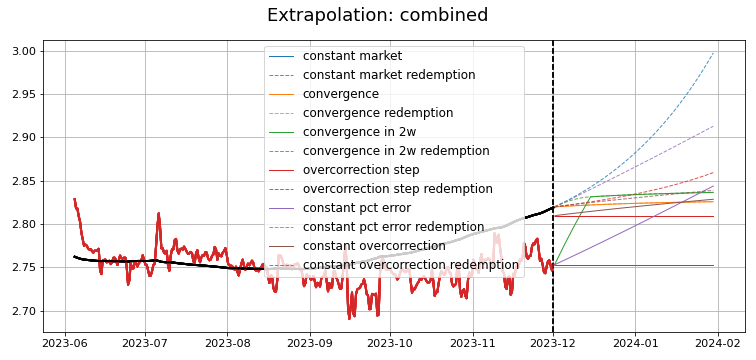 Extrapolation: combined
3.00
2.95
2.90
2.85
2.80
2.75
2.70
constant market
constant market redemption
convergence
convergence redemption
convergence in 2w
convergence in 2w redemption
overcorrection step
overcorrection step redemption
constant pct error
constant pct error redemption
constant overcorrection
constant overcorrection redemption
2023-06 2023-07 2023-08 2023-09 2023-10 2023-11 2023-12 2024-01 2024-02